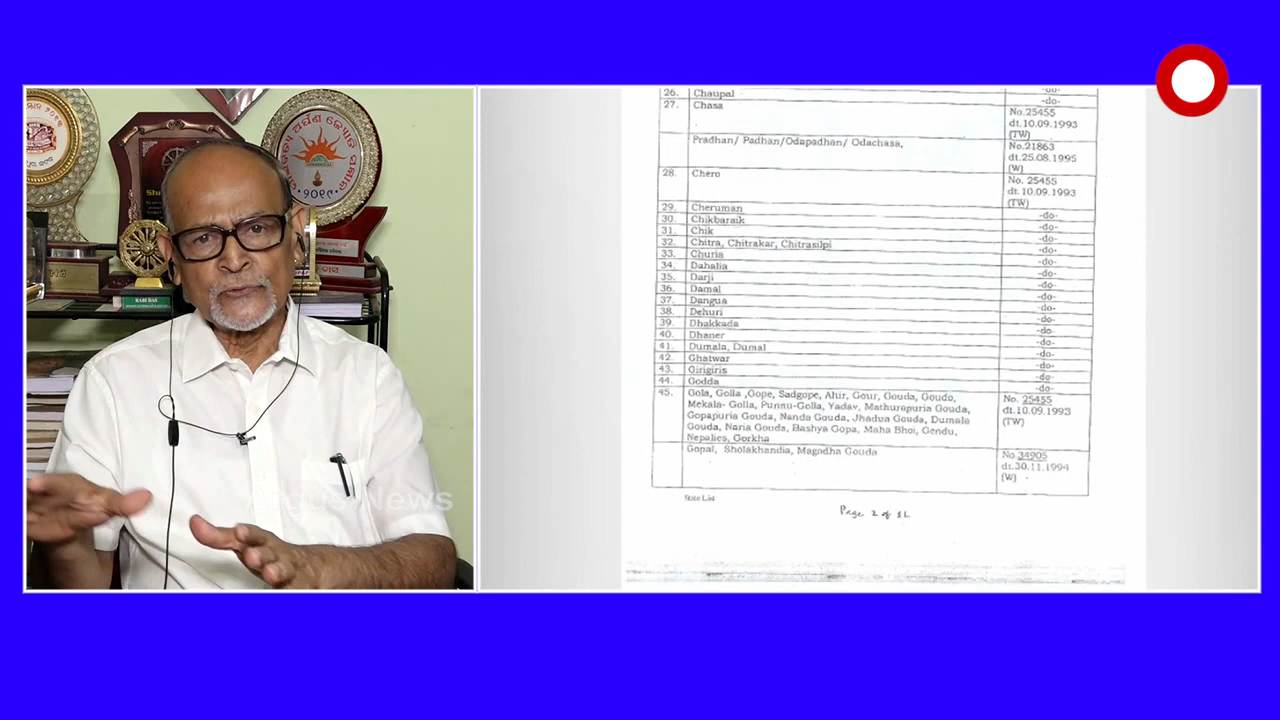 RABI DAS
Argus News
26. Chaupal -do-
-do-
27. Chasa No.25455
dt.10.09.1993
(TW)
Pradhan/ Padhan/Odapadhan/ Odachasa, No.21863
dt.25.08.1995
(W)
28. Chero No. 25455
dt.10.09.1993
(TW)
29. Cheruman -do-
30. Chikbaraik -do-
31. Chik -do-
32. Chitra, Chitrakar, Chitrasilpi -do-
33. Churia -do-
34. Dahalia -do-
35. Darji -do-
36. Damal -do-
37. Dangua -do-
38. Dehuri -do-
39. Dhakkada -do-
40. Dhaner -do-
41. Dumala, Dumal -do-
42. Ghatwar -do-
43. Girigiris -do-
44. Godda -do-
45. Gola, Golla ,Gope, Sadgope, Ahir, Gour, Gouda, Goudo, No. 25455
Mekala- Golla, Punnu-Golla, Yadav, Mathurapuria Gouda, dt.10.09.1993
Gopapuria Gouda, Nanda Gouda, Jhadua Gouda, Dumala (TW)
Gouda, Naria Gouda, Bashya Gopa, Maha Bhoi, Gendu,
Nepalies, Gorkha
Gopal, Sholakhandia, Magadha Gouda No.34905
dt.30.11.1994
(W)
State List
Page 2 of 12